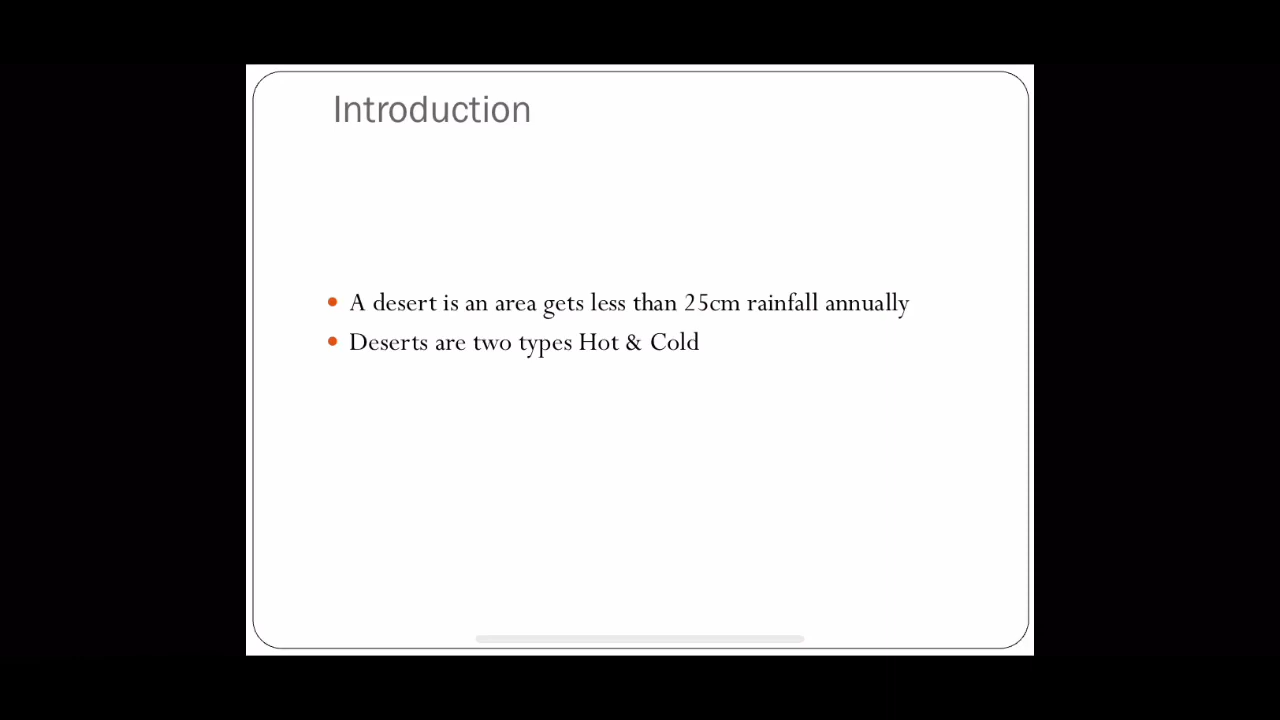 Introduction
A desert is an area gets less than 25cm rainfall annually
Deserts are two types Hot & Cold